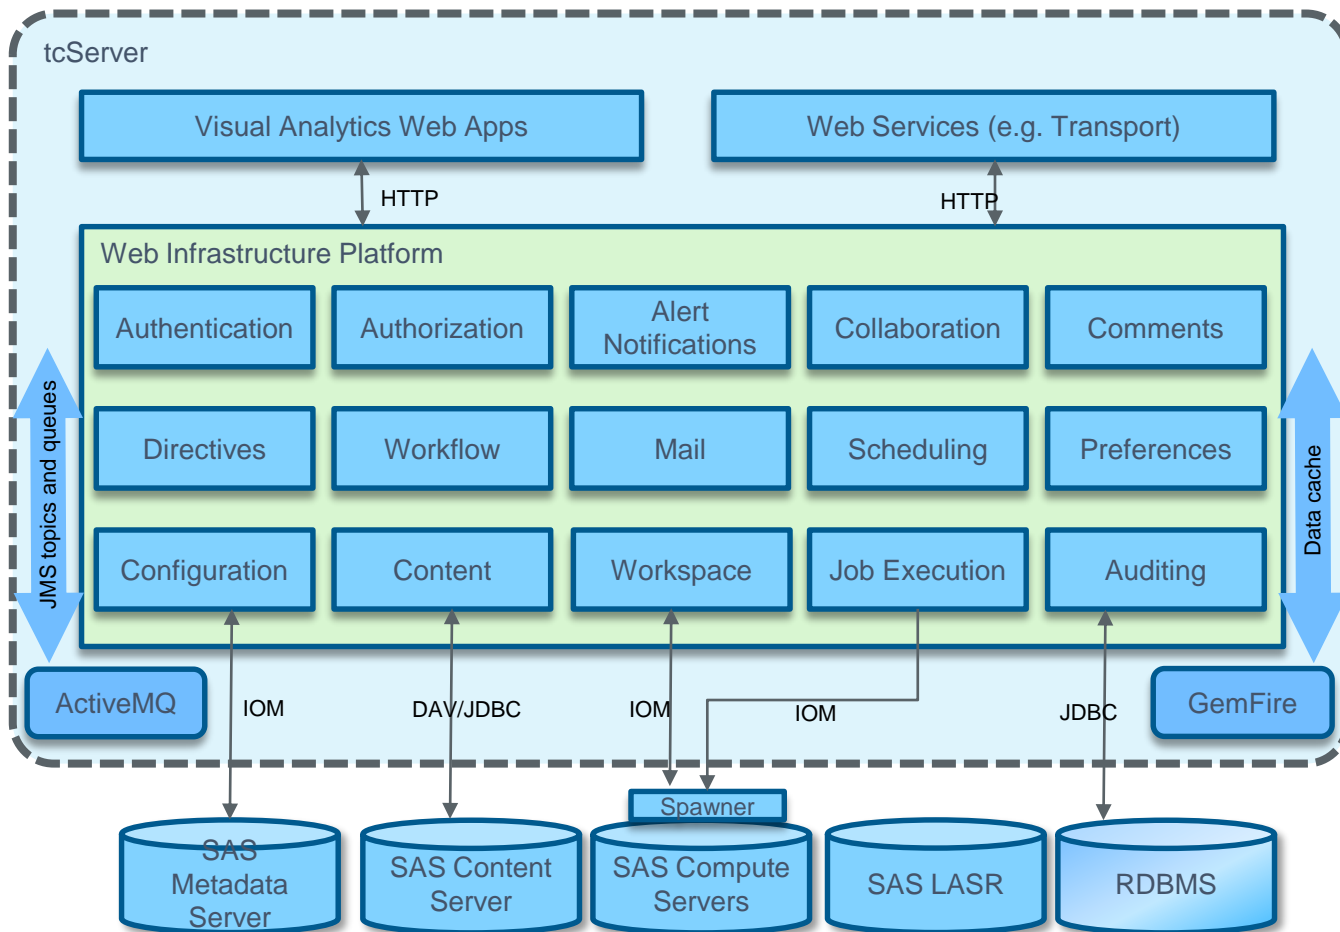 tcServer
Visual Analytics Web Apps
Web Services (e.g. Transport)
HTTP
HTTP
Web Infrastructure Platform
Authentication
Authorization
Alert
Notifications
Collaboration
Comments
Directives
Workflow
Mail
Scheduling
Preferences
Configuration
Content
Workspace
Job Execution
Auditing
JMS topics and queues
Data cache
ActiveMQ
IOM
DAV/JDBC
IOM
IOM
JDBC
GemFire
Spawner
SAS
Metadata
Server
SAS Content
Server
SAS Compute
Servers
SAS LASR
RDBMS